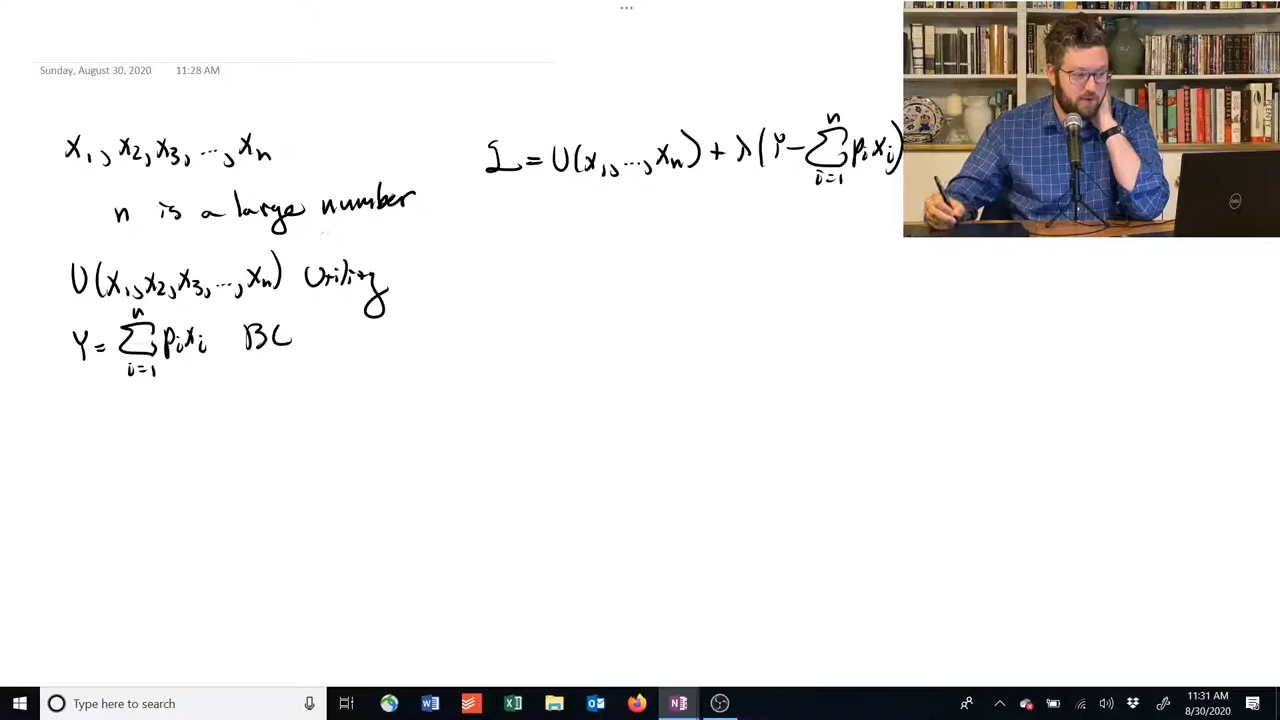 Sunday, August 30, 2020 11:28 AM
x₁, x₂, x₃, ..., xₙ
n is a large number
U(x₁, x₂, x₃, ..., xₙ) Utility
Y = ∑ᵢ₌₁ⁿ pᵢxᵢ BC
ℒ = U(x₁, ..., xₙ) + λ(Y - ∑ᵢ₌₁ⁿ pᵢxᵢ)
Type here to search
11:31 AM
8/30/2020